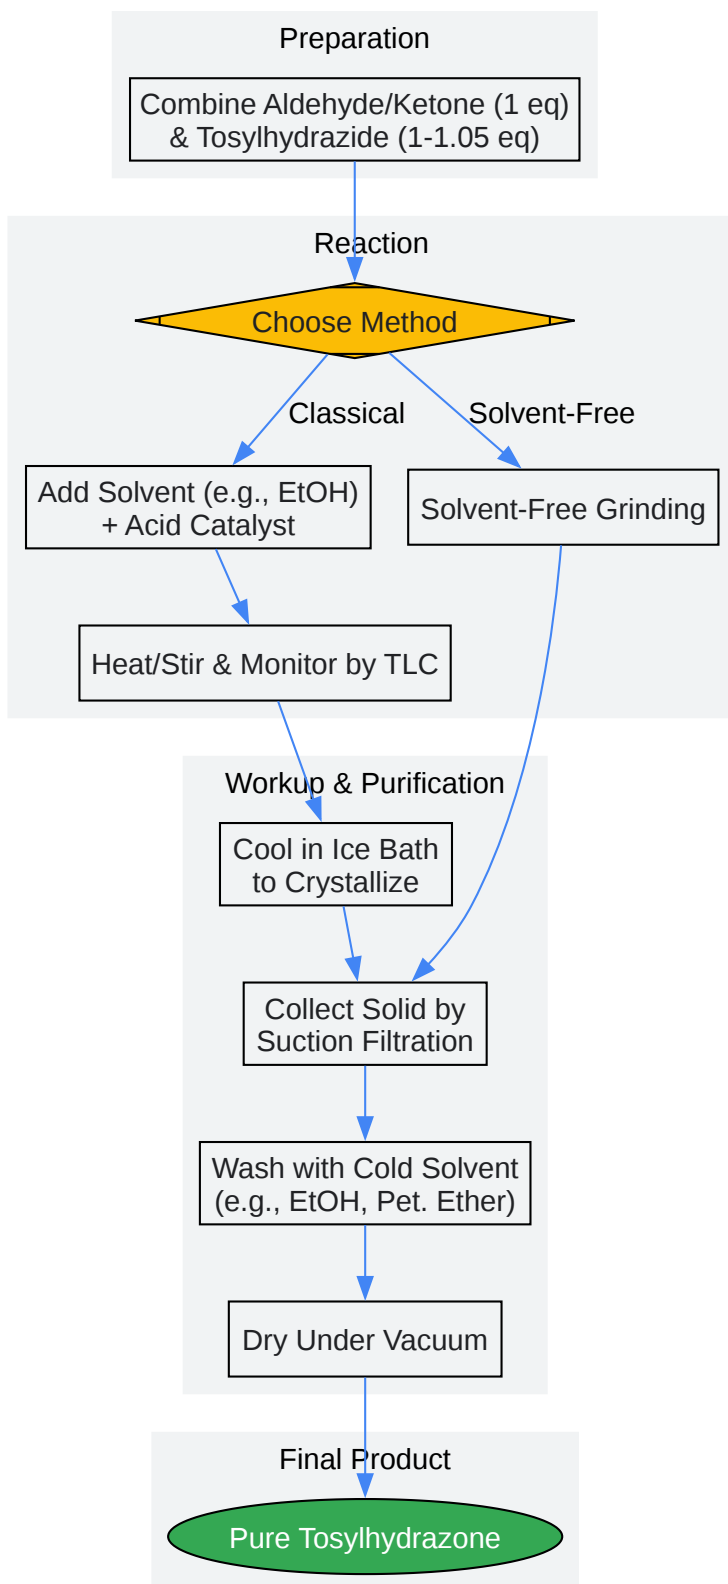 Preparation
Combine Aldehyde/Ketone (1 eq)
& Tosylhydrazide (1-1.05 eq)
Reaction
Choose Method
Classical
Solvent-Free
Add Solvent (e.g., EtOH)
+ Acid Catalyst
Solvent-Free Grinding
Heat/Stir & Monitor by TLC
Workup & Purification
Cool in Ice Bath
to Crystallize
Collect Solid by
Suction Filtration
Wash with Cold Solvent
(e.g., EtOH, Pet. Ether)
Dry Under Vacuum
Final Product
Pure Tosylhydrazone